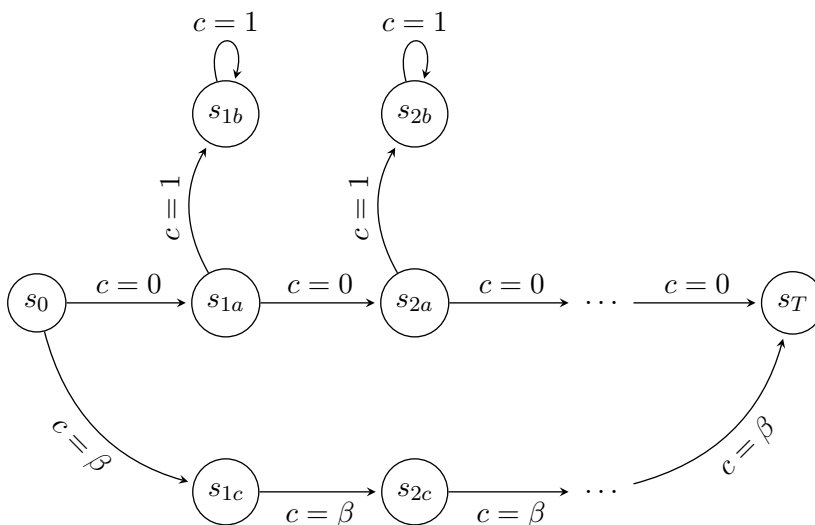 c = 1 c = 1
s_{1b} s_{2b}
c = 1 c = 1
c = 0 c = 0 c = 0 c = 0
s_0 s_{1a} s_{2a} ⋯ s_T
c = β c = β
s_{1c} s_{2c} ⋯
c = β c = β